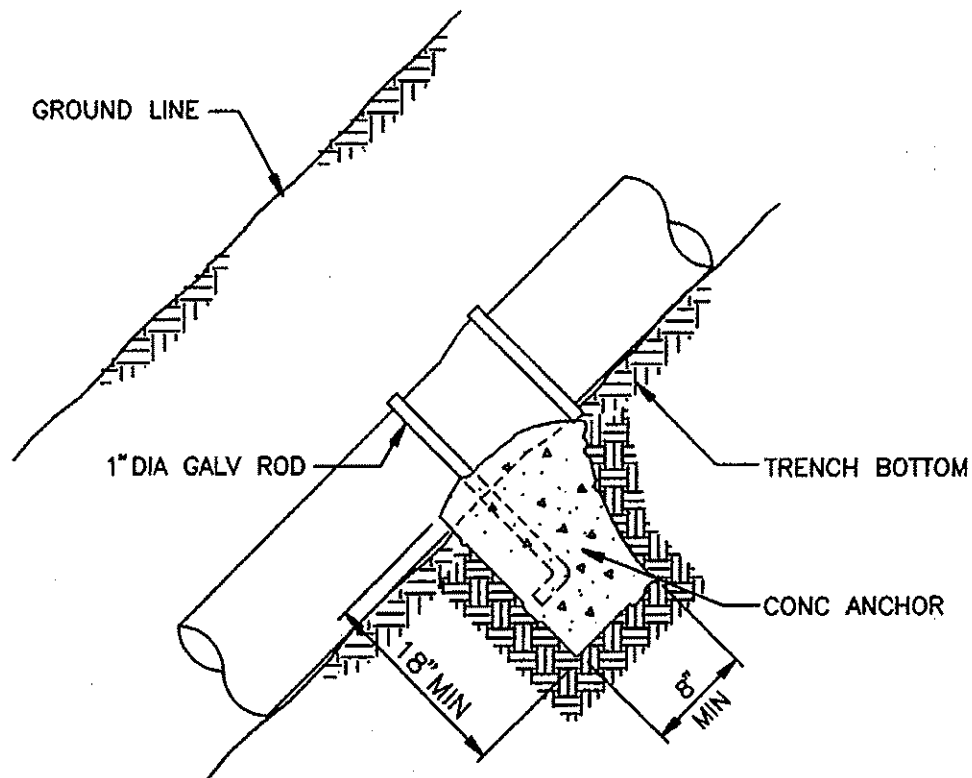 GROUND LINE
1" DIA GALV ROD
TRENCH BOTTOM
CONC ANCHOR
18" MIN
8"
MIN